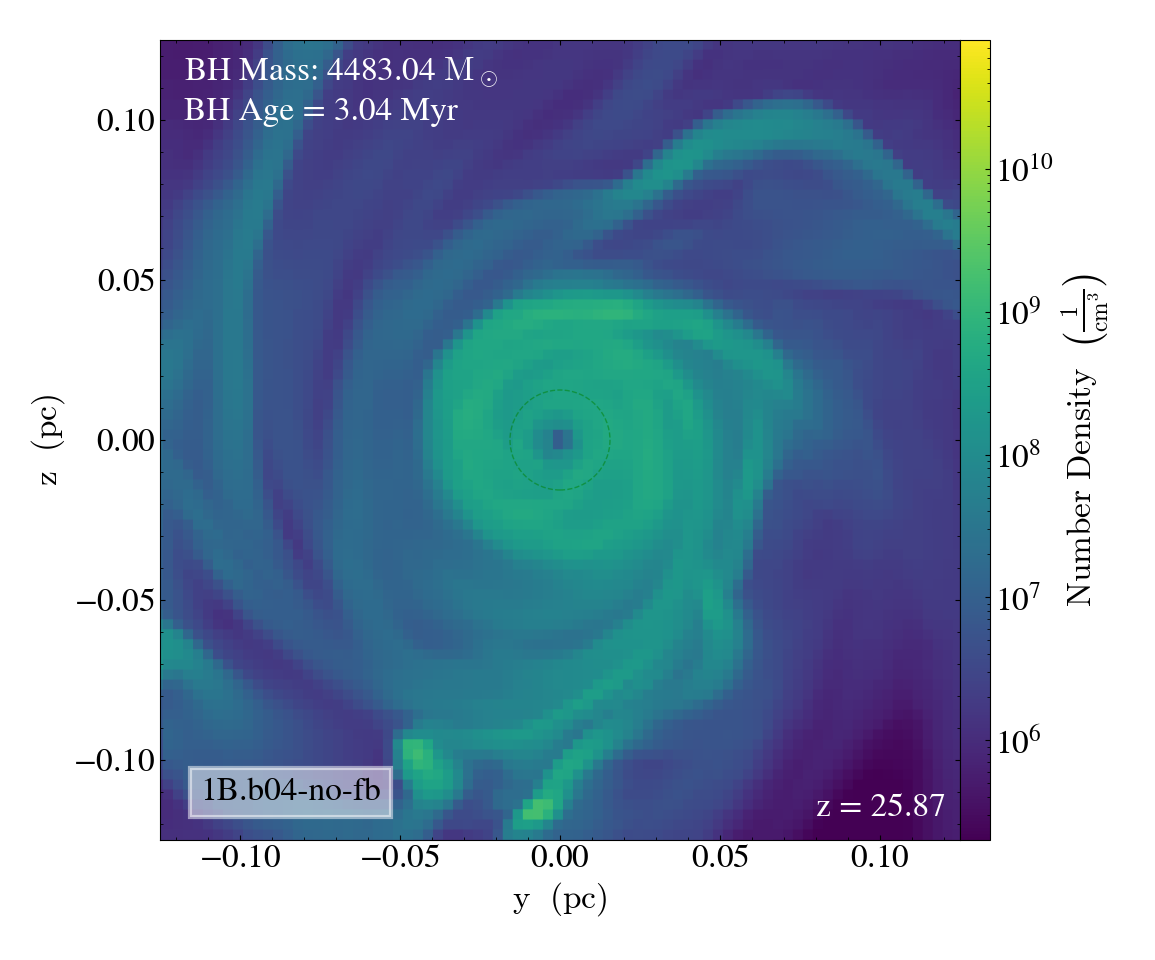 BH Mass: 4483.04 M⊙
BH Age = 3.04 Myr
0.10
0.05
0.00
−0.05
−0.10
z (pc)
1B.b04-no-fb
z = 25.87
−0.10 −0.05 0.00 0.05 0.10
y (pc)
10¹⁰
10⁹
10⁸
10⁷
10⁶
Number Density (1/cm³)